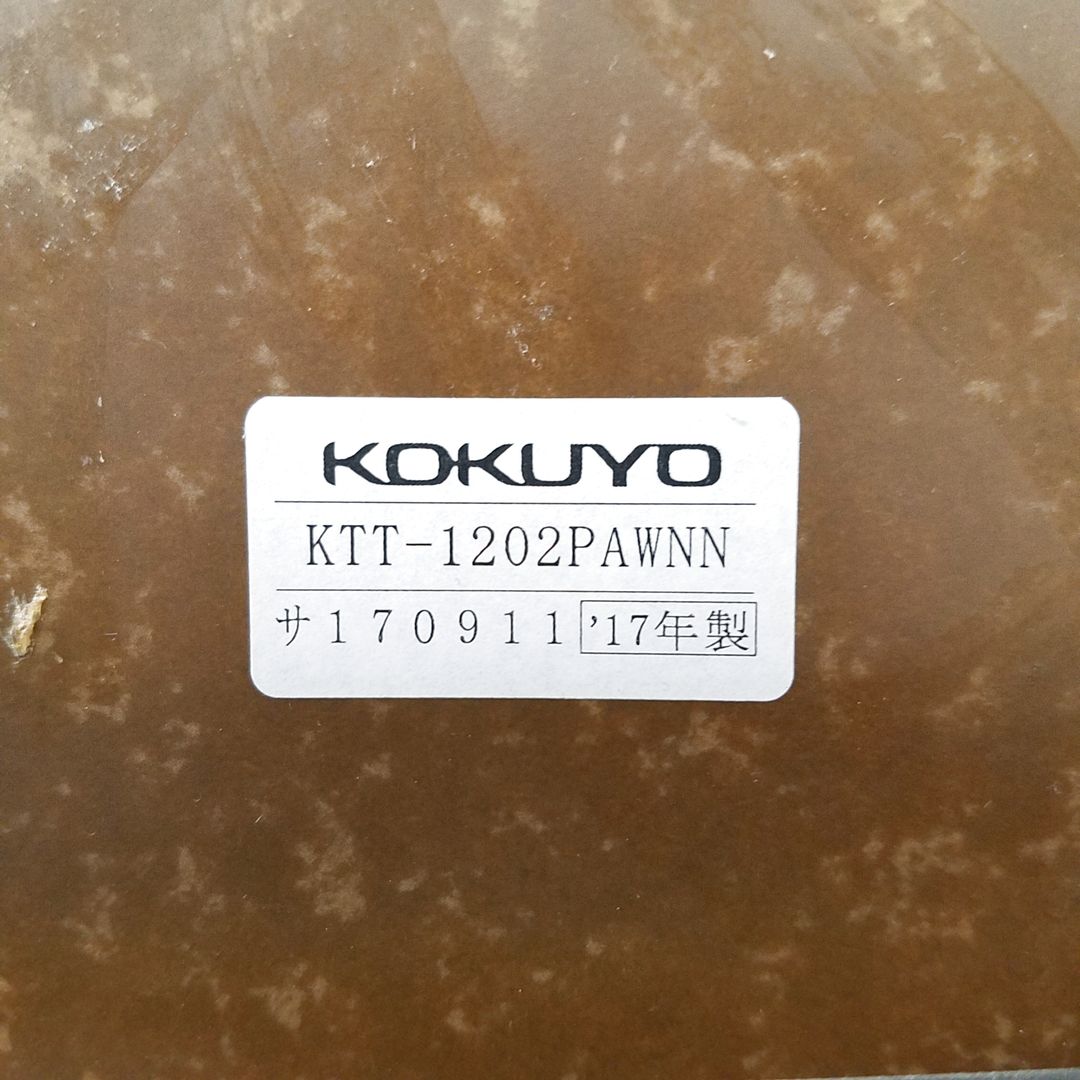 KOKUYO
KTT-1202PAWNN
サ170911 '17年製